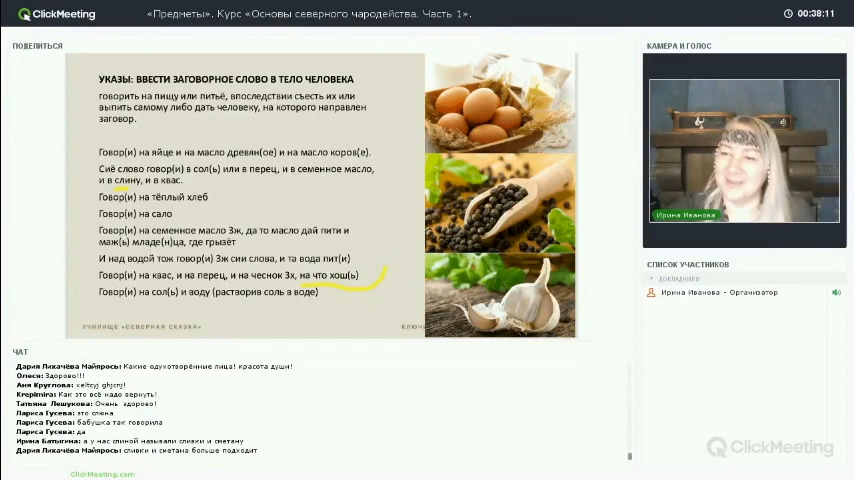 ClickMeeting
«Предметы». Курс «Основы северного чародейства. Часть 1».
00:38:11
ПОДЕЛИТЬСЯ
УКАЗЫ: ВВЕСТИ ЗАГОВОРНОЕ СЛОВО В ТЕЛО ЧЕЛОВЕКА
говорить на пищу или питьё, впоследствии съесть их или
выпить самому либо дать человеку, на которого направлен
заговор.
Говор(и) на яйце и на масло древян(ое) и на масло коров(е).
Сиё слово говор(и) в сол(ь) или в перец, и в семенное масло,
и в слину, и в квас.
Говор(и) на тёплый хлеб
Говор(и) на сало
Говор(и) на семенное масло 3ж, да то масло дай пити и
маж(ь) младе(н)ца, где грызёт
И над водой тож говор(и) 3ж сии слова, и та вода пит(и)
Говор(и) на квас, и на перец, и на чеснок 3х, на что хош(ь)
Говор(и) на сол(ь) и воду (растворив соль в воде)
УЧИЛИЩЕ «СЕВЕРНАЯ СКАЗКА»
КЛЮЧ
КАМЕРА И ГОЛОС
Ирина Иванова
СПИСОК УЧАСТНИКОВ
ДОКЛАДЧИКИ
Ирина Иванова - Организатор
ЧАТ
Дария Лихачёва Майяросъ: Какие одухотворённые лица! красота души!
Олеся: Здорово!!!
Аня Круглова: xeltcyj ghjcnj!
Krepimira: Как это всё надо вернуть!
Татьяна Лешукова: Очень здорово!
Лариса Гусева: это слюна
Лариса Гусева: бабушка так говорила
Лариса Гусева: да
Ирина Батыгина: а у нас слиной называли сливки и сметану
Дария Лихачёва Майяросъ: сливки и сметана больше подходит
ClickMeeting
ClickMeeting.com